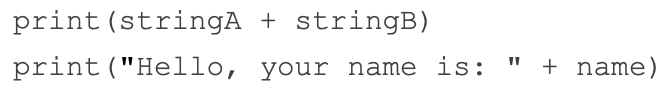 print(stringA + stringB)
print("Hello, your name is: " + name)